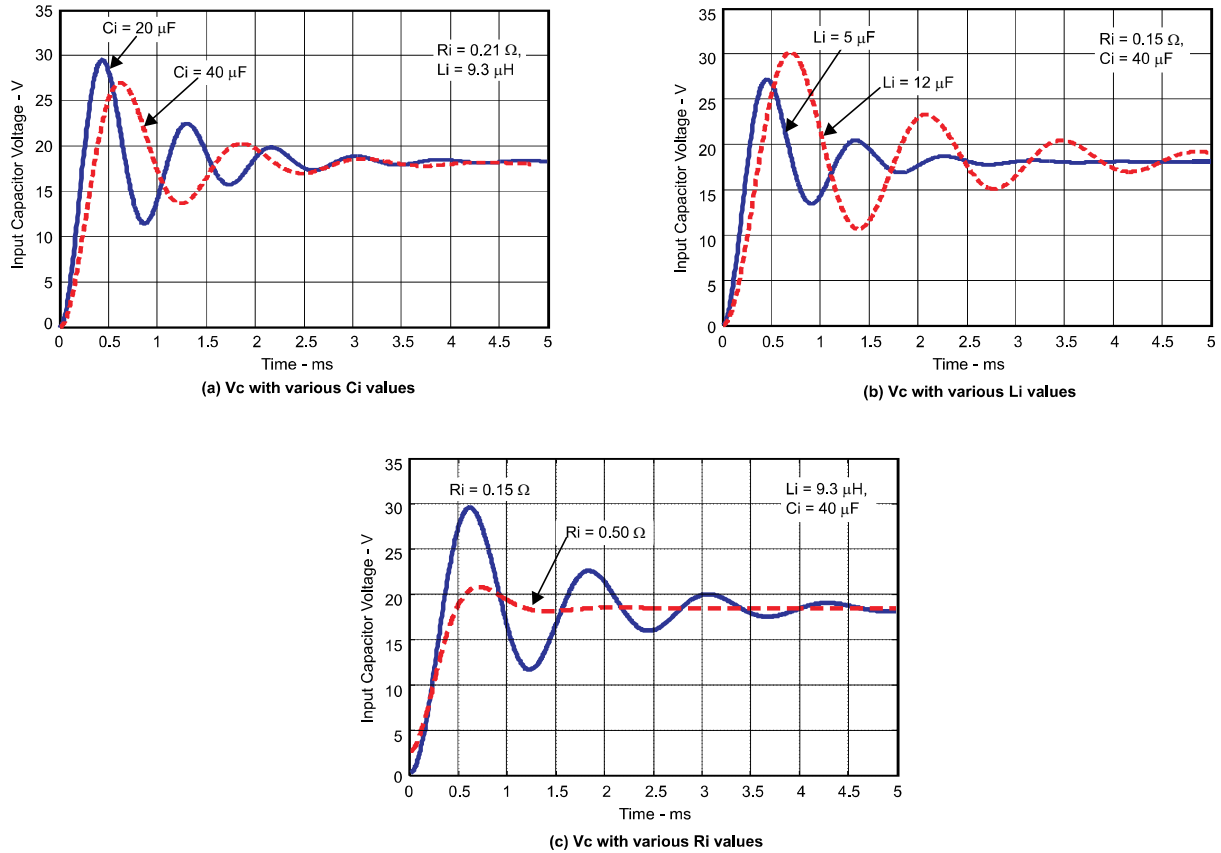 Ci = 20 μF
Ci = 40 μF
Ri = 0.21 Ω,
Li = 9.3 μH
Input Capacitor Voltage - V
35
30
25
20
15
10
5
0
0 0.5 1 1.5 2 2.5 3 3.5 4 4.5 5
Time - ms
(a) Vc with various Ci values
Li = 5 μF
Li = 12 μF
Ri = 0.15 Ω,
Ci = 40 μF
Input Capacitor Voltage - V
35
30
25
20
15
10
5
0
0 0.5 1 1.5 2 2.5 3 3.5 4 4.5 5
Time - ms
(b) Vc with various Li values
Ri = 0.15 Ω
Ri = 0.50 Ω
Li = 9.3 μH,
Ci = 40 μF
Input Capacitor Voltage - V
35
30
25
20
15
10
5
0
0 0.5 1 1.5 2 2.5 3 3.5 4 4.5 5
Time - ms
(c) Vc with various Ri values